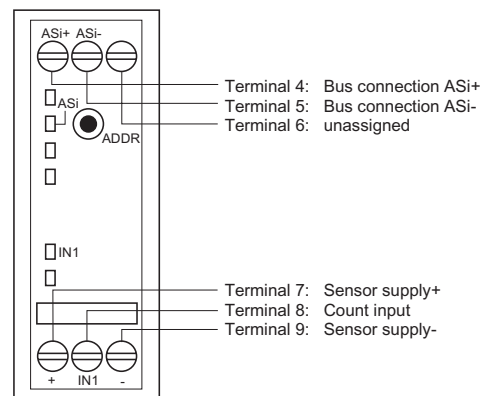 ASi+ ASi-
Terminal 4: Bus connection ASi+
Terminal 5: Bus connection ASi-
Terminal 6: unassigned
ASi
ADDR
IN1
Terminal 7: Sensor supply+
Terminal 8: Count input
Terminal 9: Sensor supply-
+ IN1 -